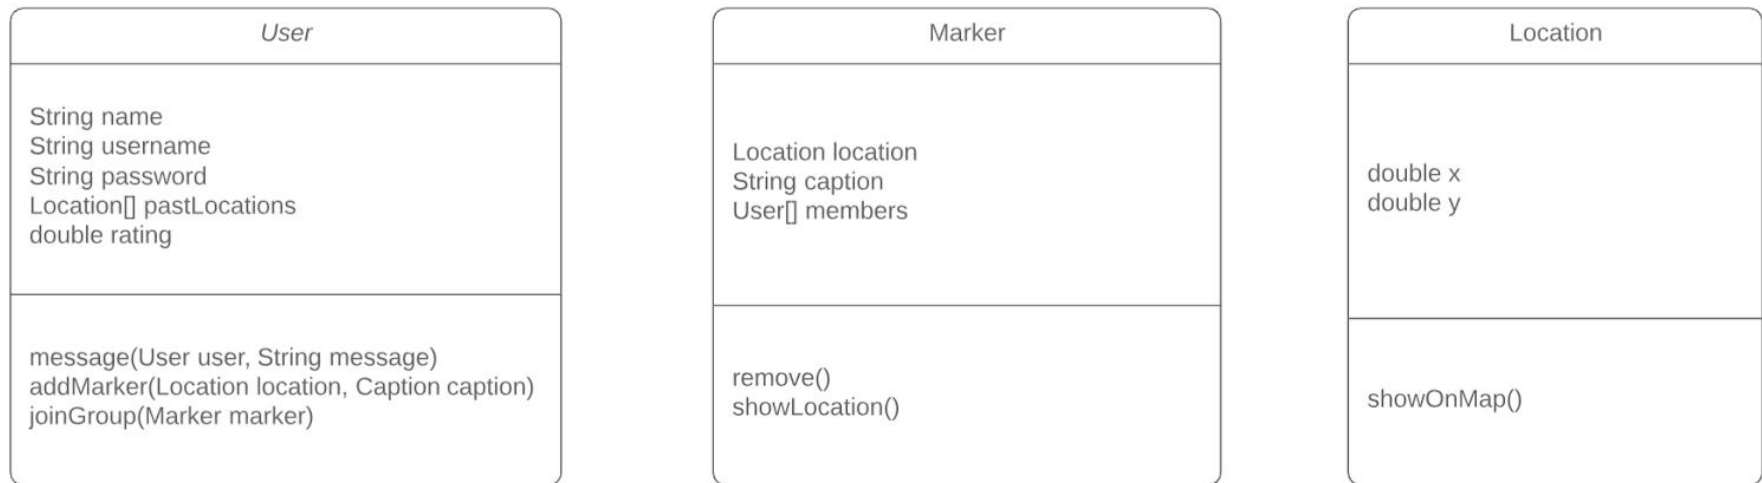 User
String name
String username
String password
Location[] pastLocations
double rating
message(User user, String message)
addMarker(Location location, Caption caption)
joinGroup(Marker marker)
Marker
Location location
String caption
User[] members
remove()
showLocation()
Location
double x
double y
showOnMap()